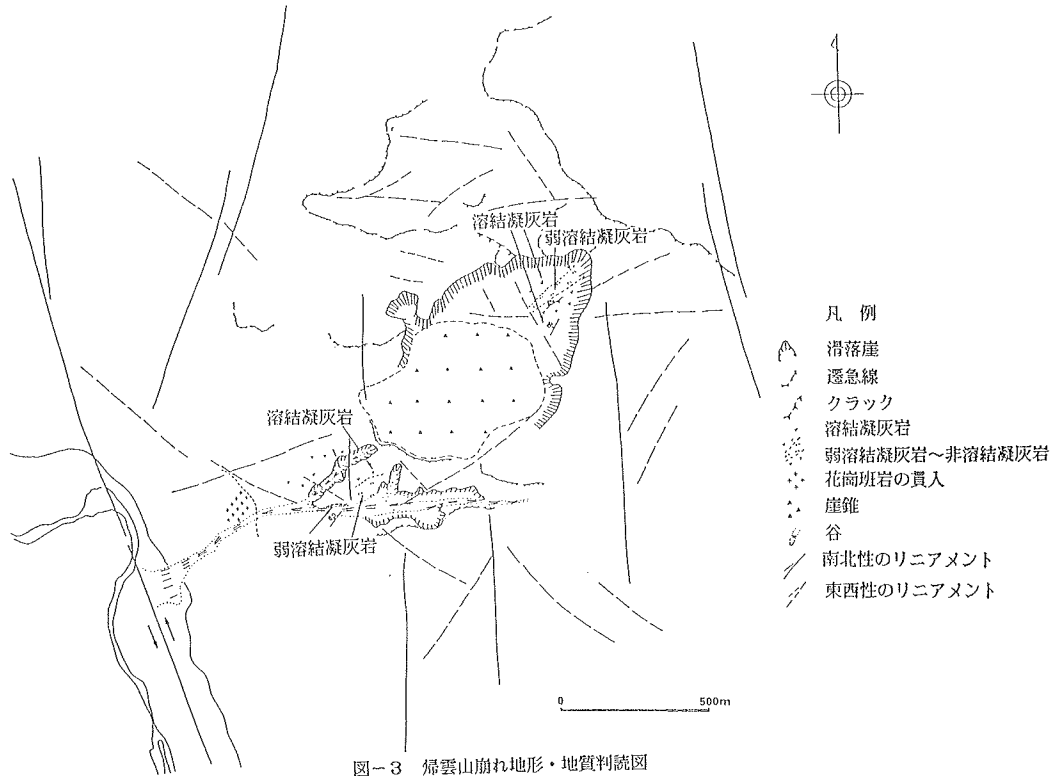 溶結凝灰岩
弱溶結凝灰岩
溶結凝灰岩
弱溶結凝灰岩
凡 例
滑落崖
遷急線
クラック
溶結凝灰岩
弱溶結凝灰岩～非溶結凝灰岩
花崗斑岩の貫入
崖錐
谷
南北性のリニアメント
東西性のリニアメント
0 500m
図-3 帰雲山崩れ地形・地質判読図